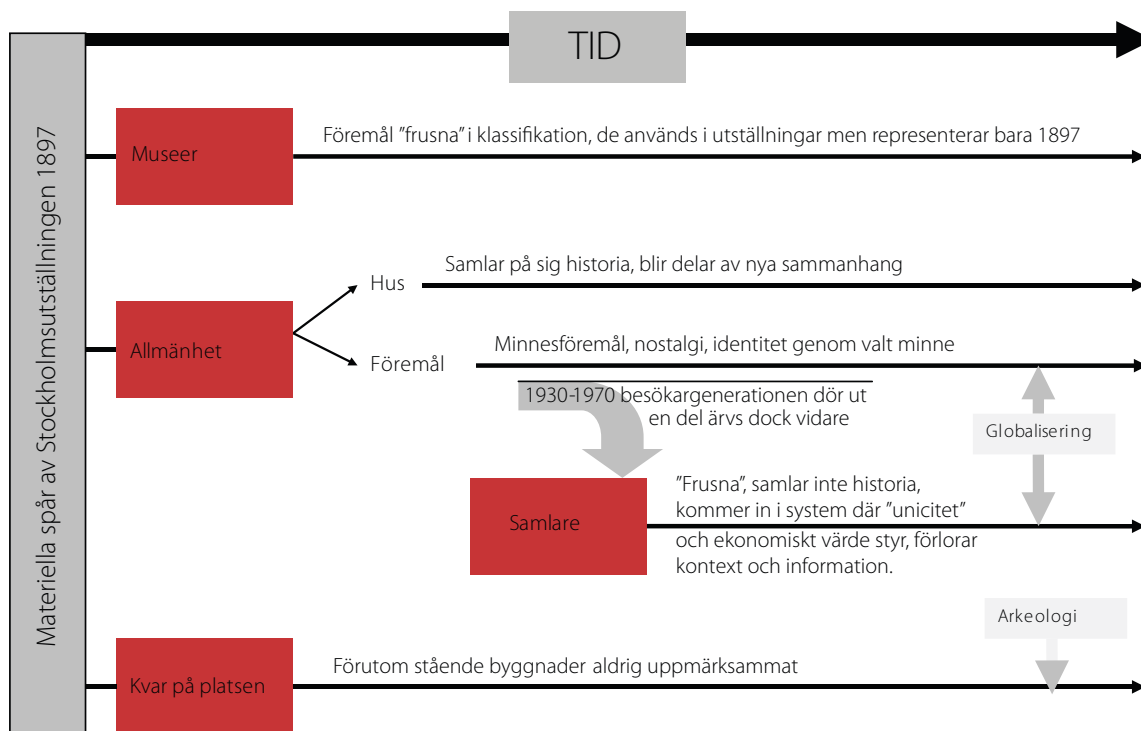 TID
Materiella spår av Stockholmsutställningen 1897
Museer
Föremål ”frusna” i klassifikation, de används i utställningar men representerar bara 1897
Allmänhet
Hus
Samlar på sig historia, blir delar av nya sammanhang
Föremål
Minnesföremål, nostalgi, identitet genom valt minne
1930-1970 besökargenerationen dör ut
en del ärvs dock vidare
Globalisering
Samlare
”Frusna”, samlar inte historia,
kommer in i system där ”unicitet”
och ekonomiskt värde styr, förlorar
kontext och information.
Arkeologi
Kvar på platsen
Förutom stående byggnader aldrig uppmärksammat